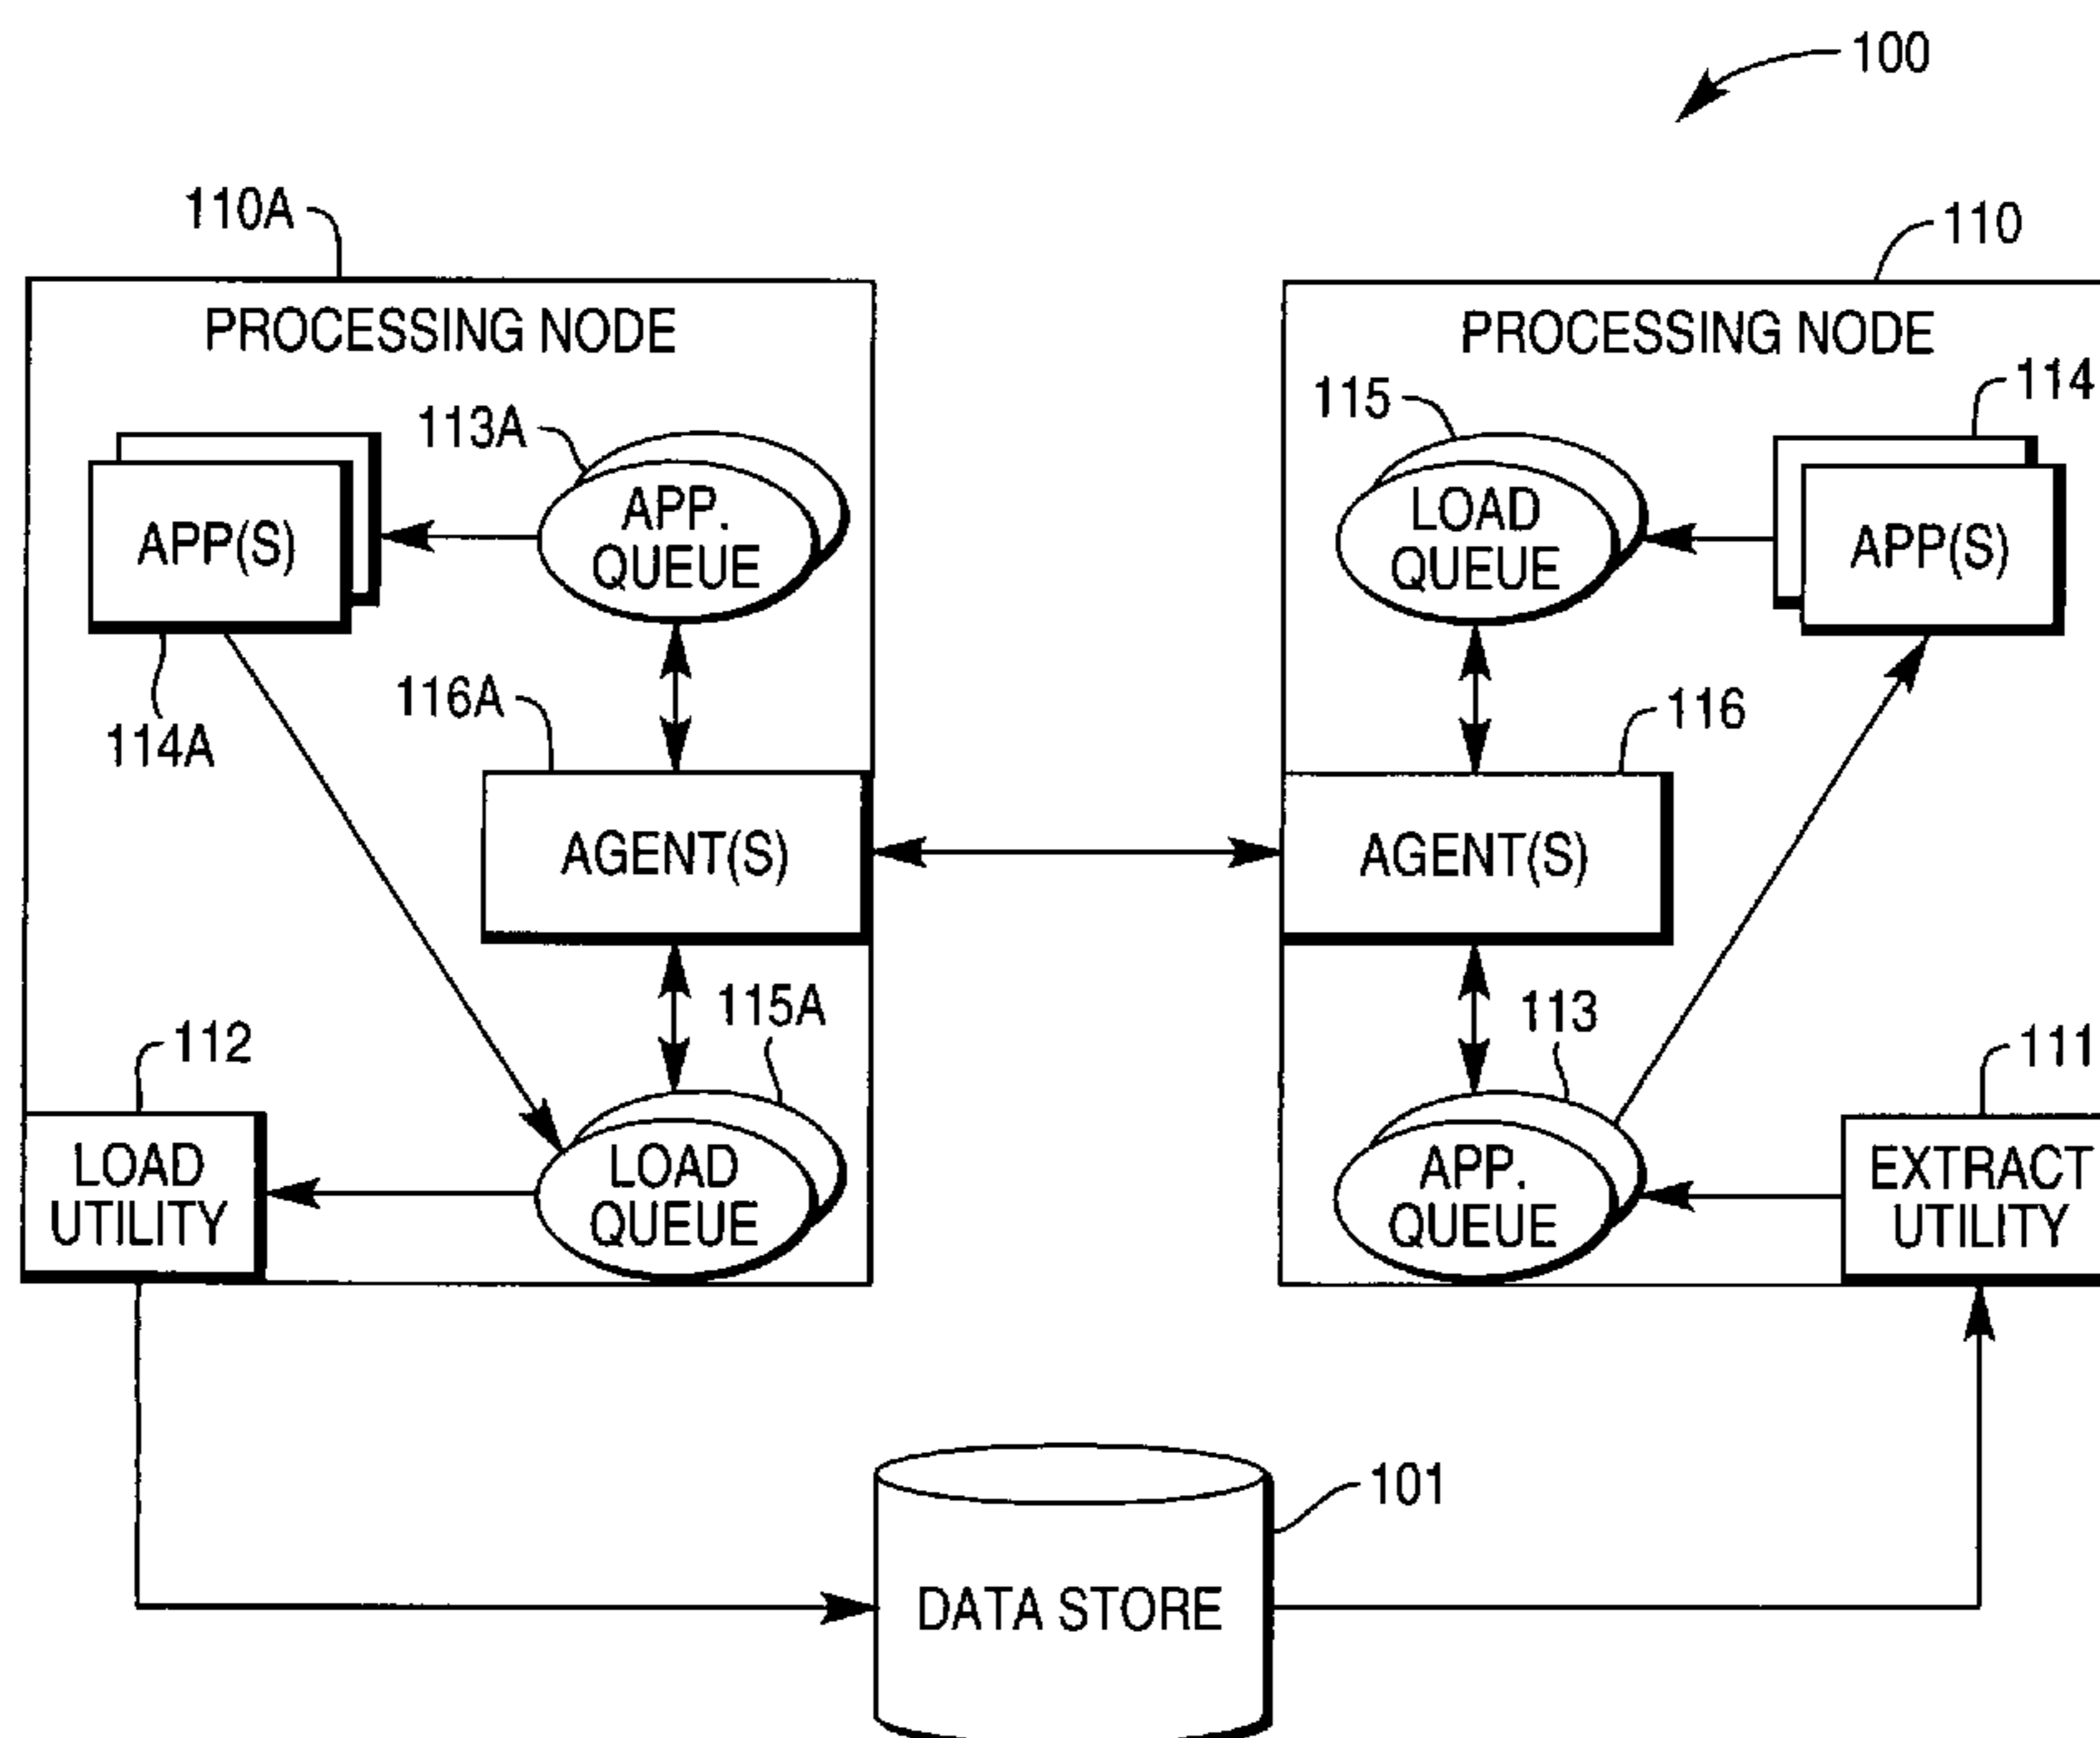 100
110A
110
PROCESSING NODE
PROCESSING NODE
114
115
113A
APP.
QUEUE
LOAD
QUEUE
APP(S)
APP(S)
116A
116
114A
AGENT(S)
AGENT(S)
115A
113
112
111
LOAD
UTILITY
LOAD
QUEUE
APP.
QUEUE
EXTRACT
UTILITY
101
DATA STORE